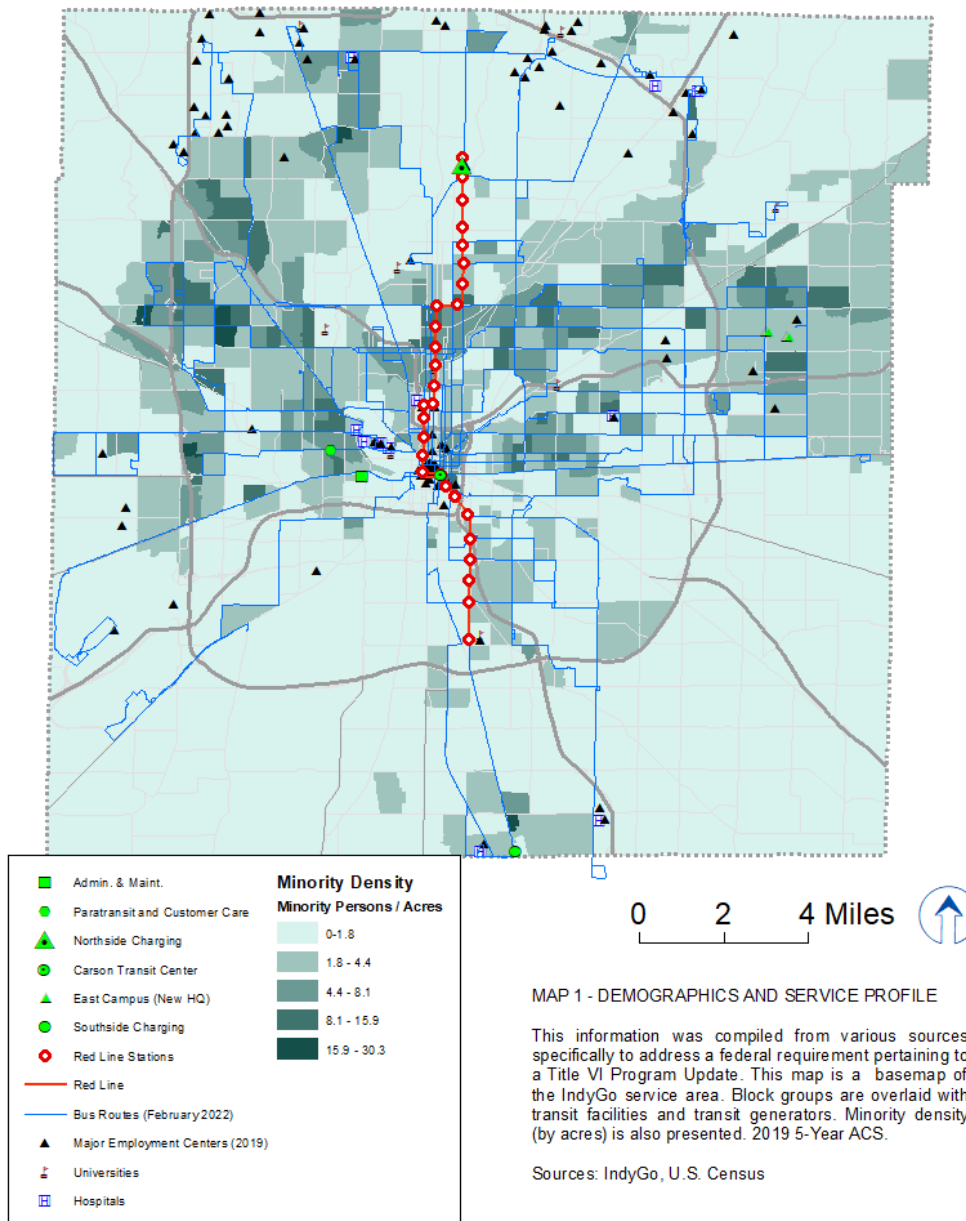 Admin. & Maint.
Paratransit and Customer Care
Northside Charging
Carson Transit Center
East Campus (New HQ)
Southside Charging
Red Line Stations
Red Line
Bus Routes (February 2022)
Major Employment Centers (2019)
Universities
Hospitals
Minority Density
Minority Persons / Acres
0-1.8
1.8 - 4.4
4.4 - 8.1
8.1 - 15.9
15.9 - 30.3
0 2 4 Miles
MAP 1 - DEMOGRAPHICS AND SERVICE PROFILE
This information was compiled from various sources
specifically to address a federal requirement pertaining to
a Title VI Program Update. This map is a basemap of
the IndyGo service area. Block groups are overlaid with
transit facilities and transit generators. Minority density
(by acres) is also presented. 2019 5-Year ACS.
Sources: IndyGo, U.S. Census